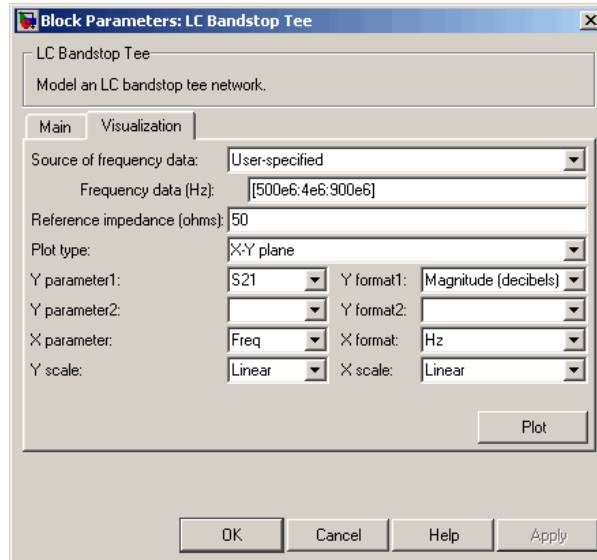 Block Parameters: LC Bandstop Tee
LC Bandstop Tee
Model an LC bandstop tee network.
Main Visualization
Source of frequency data: User-specified
Frequency data (Hz): [500e6:4e6:900e6]
Reference impedance (ohms): 50
Plot type: X-Y plane
Y parameter1: S21 Y format1: Magnitude (decibels)
Y parameter2: Y format2:
X parameter: Freq X format: Hz
Y scale: Linear X scale: Linear
Plot
OK Cancel Help Apply